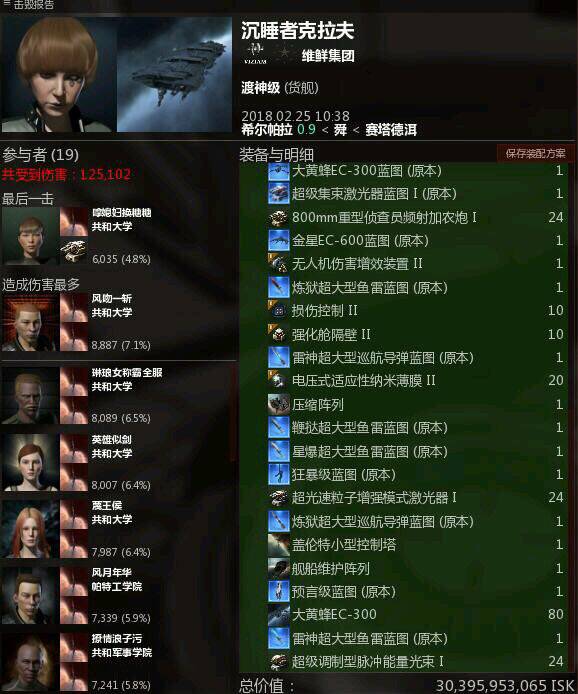 击毁报告
沉睡者克拉夫
VIZIAM
维鲜集团
渡神级 (货舰)
2018.02.25 10:38
希尔帕拉 0.9 < 舜 < 赛塔德洱
参与者 (19)
共受到伤害：125,102
最后一击
摩媳妇换糖糖
共和大学
6,035 (4.8%)
造成伤害最多
风吻一斩
共和大学
8,887 (7.1%)
琳琅女称霸全服
共和大学
8,089 (6.5%)
英雄似剑
共和大学
8,007 (6.4%)
共和大学
7,987 (6.4%)
风月年华
帕特工学院
7,339 (5.9%)
撩情浪子污
共和军事学院
7,241 (5.8%)
装备与明细
保存装配方案
大黄蜂EC-300蓝图 (原本) 1
超级集束激光器蓝图 I (原本) 1
800mm重型侦查员频射加农炮 I 24
金星EC-600蓝图 (原本) 1
无人机伤害增效装置 II 1
炼狱超大型鱼雷蓝图 (原本) 1
损伤控制 II 10
强化舱隔壁 II 10
雷神超大型巡航导弹蓝图 (原本) 1
电压式适应性纳米薄膜 II 20
压缩阵列 1
鞭挞超大型鱼雷蓝图 (原本) 1
星爆超大型鱼雷蓝图 (原本) 1
狂暴级蓝图 (原本) 1
超光速粒子增强模式激光器 I 24
炼狱超大型巡航导弹蓝图 (原本) 1
盖伦特小型控制塔 1
舰船维护阵列 1
预言级蓝图 (原本) 1
大黄蜂EC-300 80
雷神超大型鱼雷蓝图 (原本) 1
超级调制型脉冲能量光束 I 24
总价值： 30,395,953,065 ISK